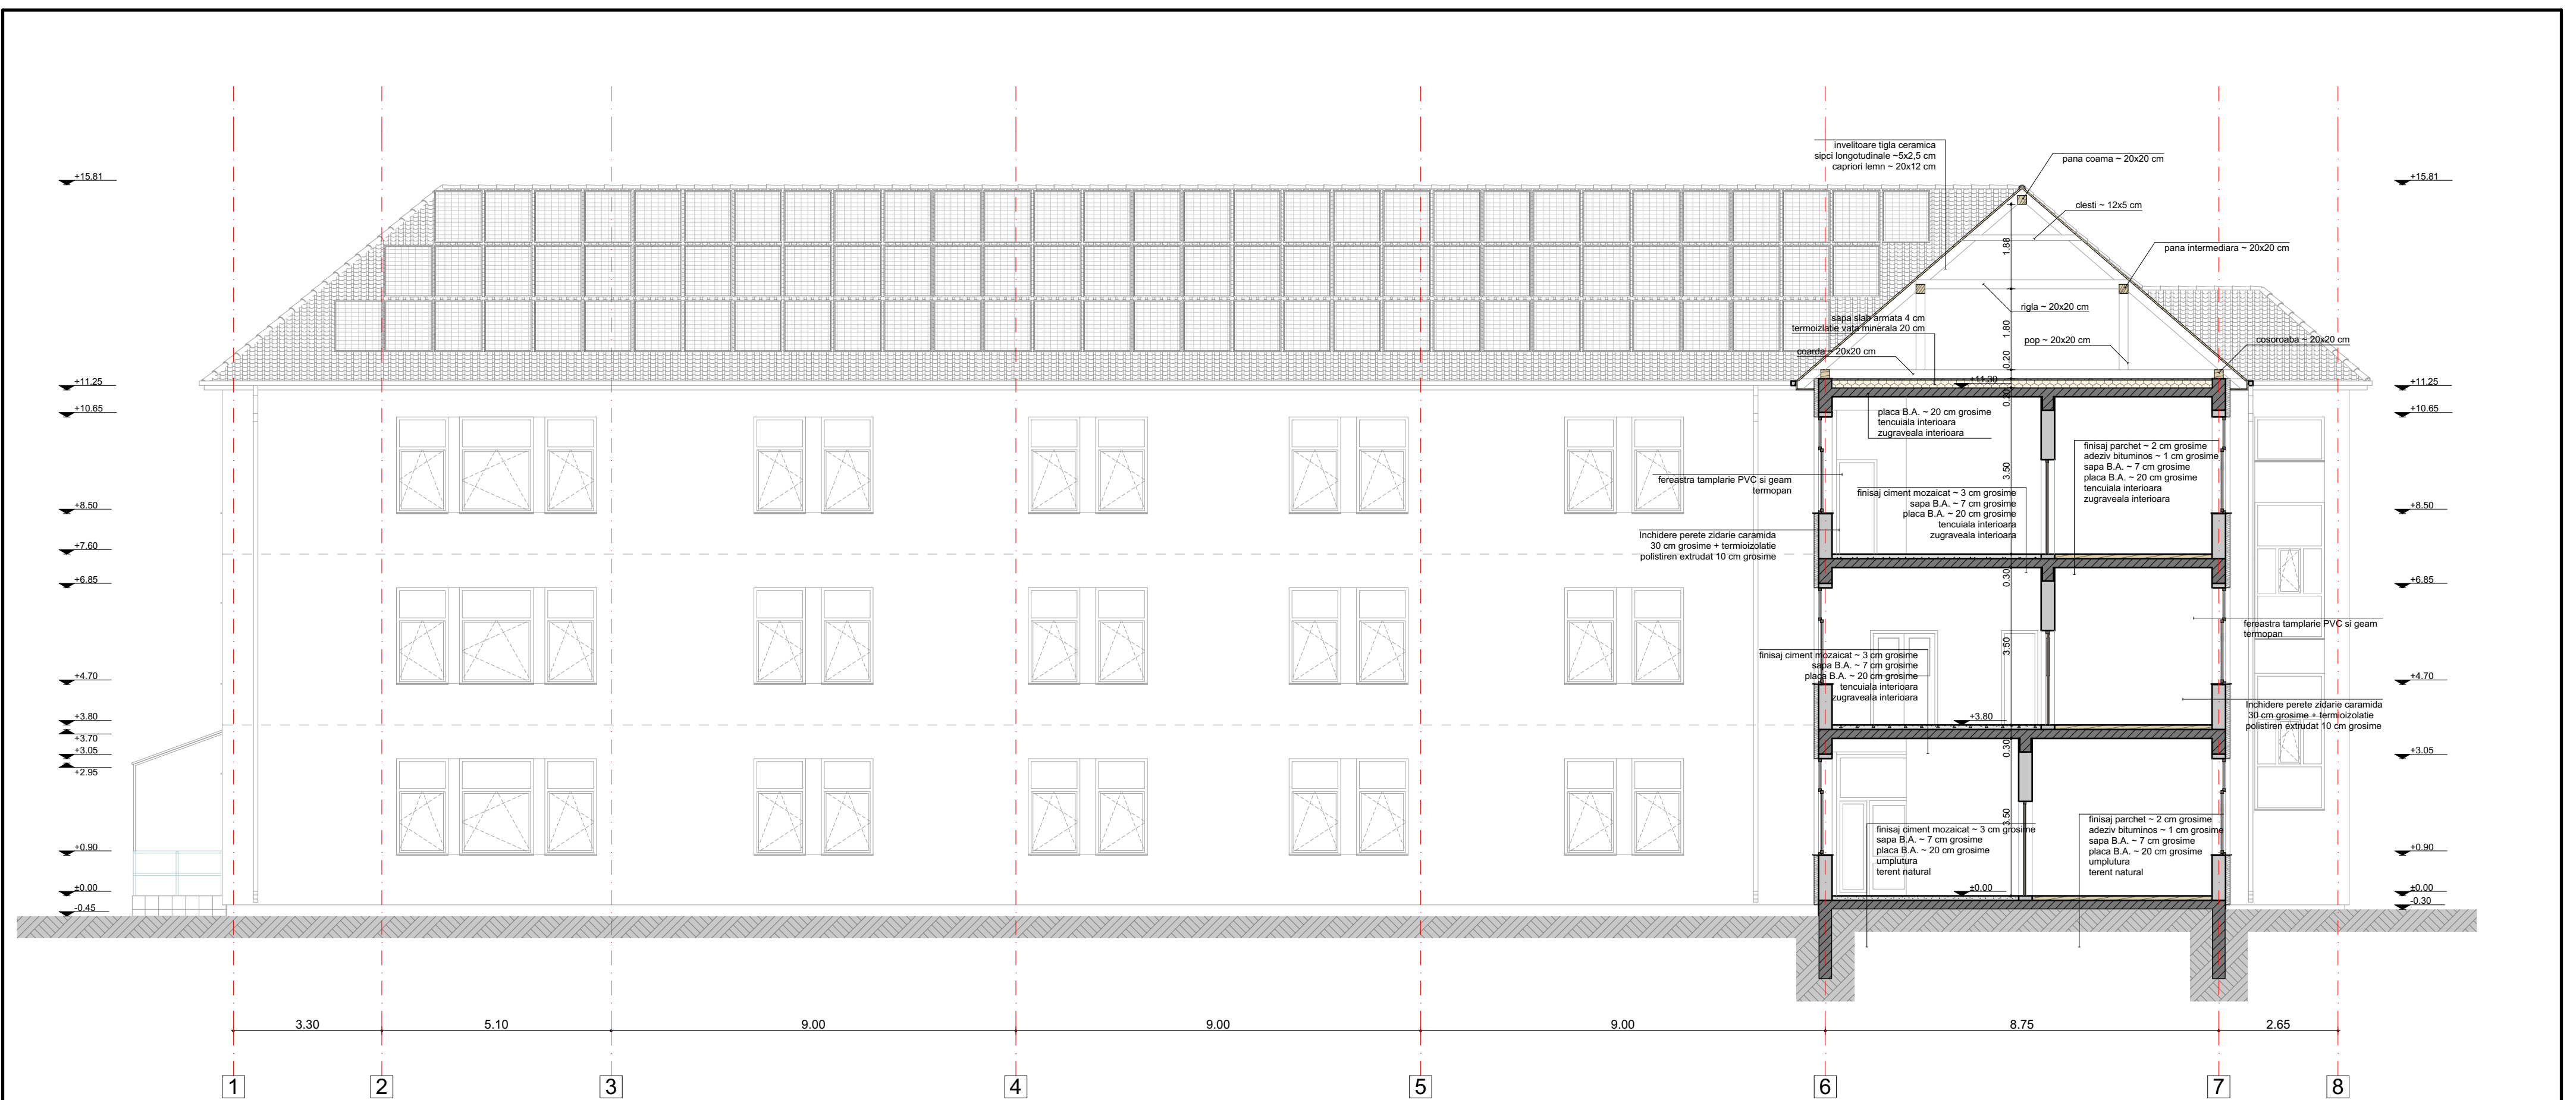 invelitoare tigla ceramica
sipci longotudinale ~5x2,5 cm
capriori lemn ~ 20x12 cm
pana coama ~ 20x20 cm
+15.81
+15.81
clesti ~ 12x5 cm
1.88
pana intermediara ~ 20x20 cm
rigla ~ 20x20 cm
sapa slab armata 4 cm
termoizlatie vata minerala 20 cm
1.80
pop ~ 20x20 cm
cosoroaba ~ 20x20 cm
coarda ~ 20x20 cm
0.20
+11.25
+11.30
+11.25
0.20
+10.65
+10.65
placa B.A. ~ 20 cm grosime
tencuiala interioara
zugraveala interioara
finisaj parchet ~ 2 cm grosime
adeziv bituminos ~ 1 cm grosime
sapa B.A. ~ 7 cm grosime
placa B.A. ~ 20 cm grosime
tencuiala interioara
zugraveala interioara
3.50
fereastra tamplarie PVC si geam
termopan
finisaj ciment mozaicat ~ 3 cm grosime
sapa B.A. ~ 7 cm grosime
placa B.A. ~ 20 cm grosime
tencuiala interioara
zugraveala interioara
+8.50
+8.50
Inchidere perete zidarie caramida
30 cm grosime + termioizolatie
polistiren extrudat 10 cm grosime
+7.60
+7.60
0.30
+6.85
+6.85
fereastra tamplarie PVC si geam
termopan
3.50
finisaj ciment mozaicat ~ 3 cm grosime
sapa B.A. ~ 7 cm grosime
placa B.A. ~ 20 cm grosime
tencuiala interioara
zugraveala interioara
+4.70
+4.70
Inchidere perete zidarie caramida
30 cm grosime + termioizolatie
polistiren extrudat 10 cm grosime
+3.80
+3.80
+3.80
+3.70
0.30
+3.05
+3.05
+2.95
3.50
finisaj ciment mozaicat ~ 3 cm grosime
sapa B.A. ~ 7 cm grosime
placa B.A. ~ 20 cm grosime
umplutura
terent natural
finisaj parchet ~ 2 cm grosime
adeziv bituminos ~ 1 cm grosime
sapa B.A. ~ 7 cm grosime
placa B.A. ~ 20 cm grosime
umplutura
terent natural
+0.90
+0.90
±0.00
±0.00
±0.00
-0.45
-0.30
3.30
5.10
9.00
9.00
9.00
8.75
2.65
1
2
3
4
5
6
7
8